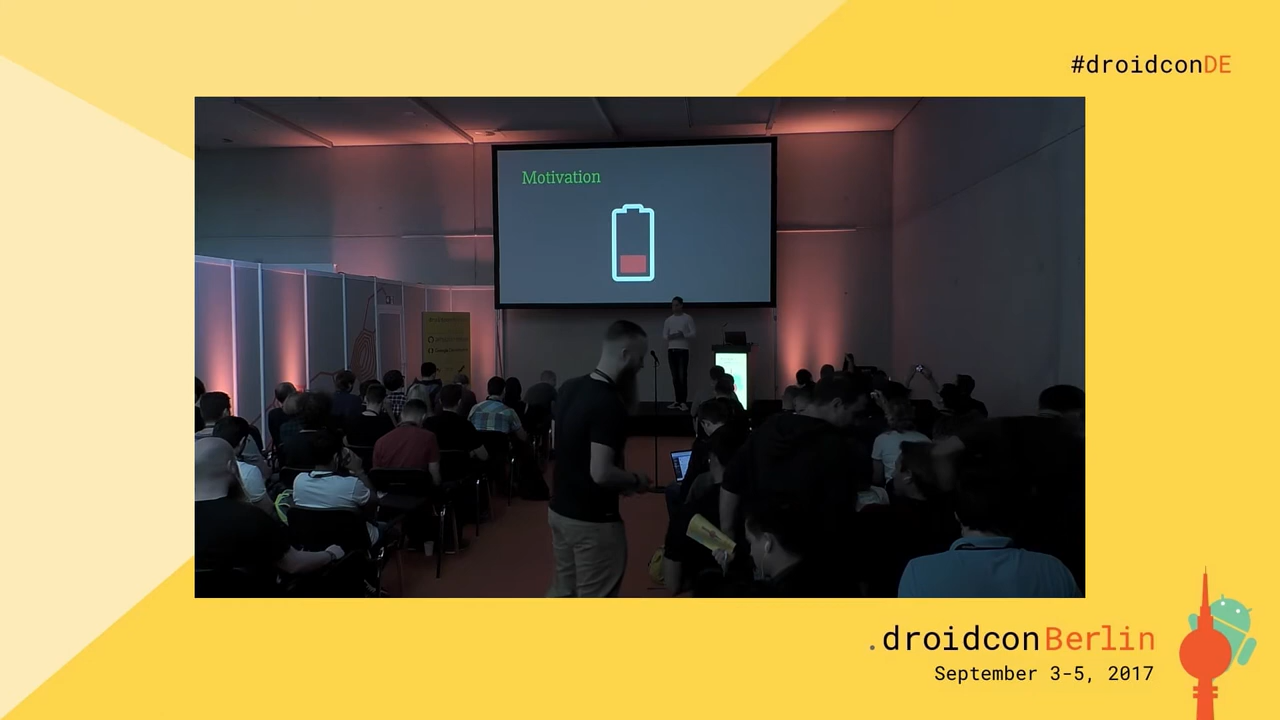 #droidconDE
Motivation
.droidconBerlin
September 3-5, 2017